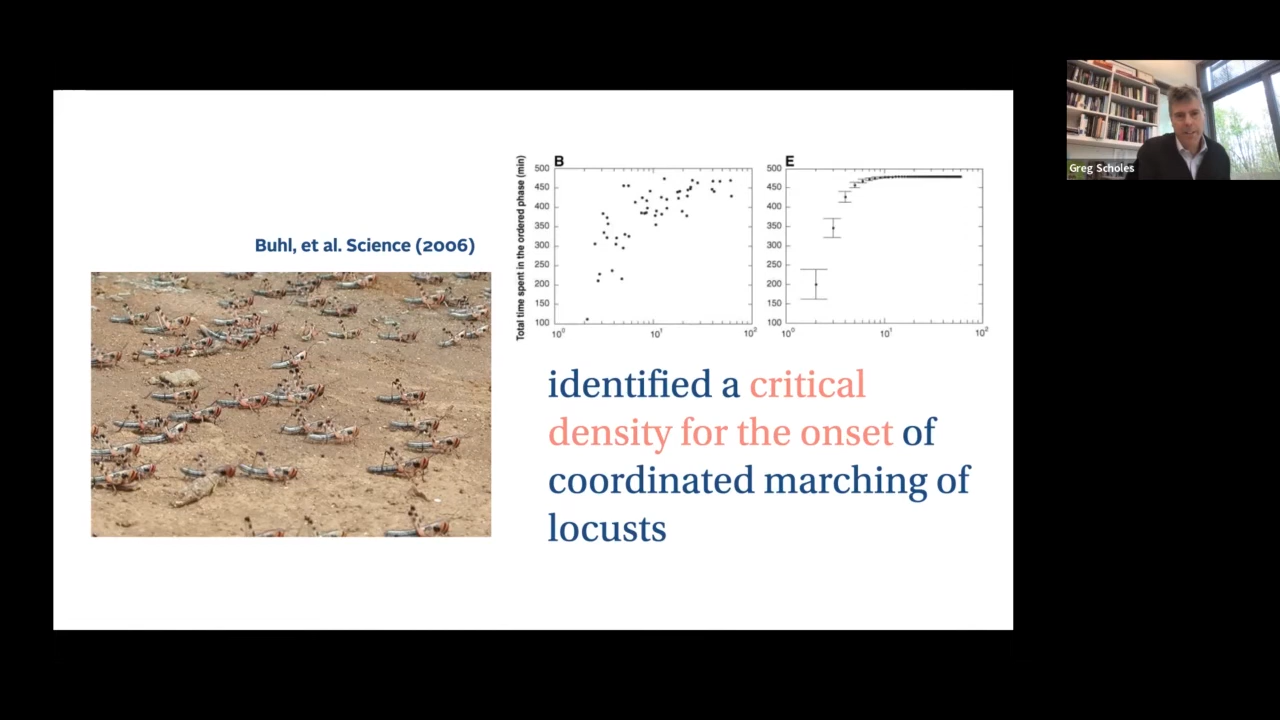 Greg Scholes
Buhl, et al. Science (2006)
Total time spent in the ordered phase (min)
B
500
450
400
350
300
250
200
150
100
10⁰
10¹
10²
E
500
450
400
350
300
250
200
150
100
10⁰
10¹
10²
identified a critical
density for the onset of
coordinated marching of
locusts